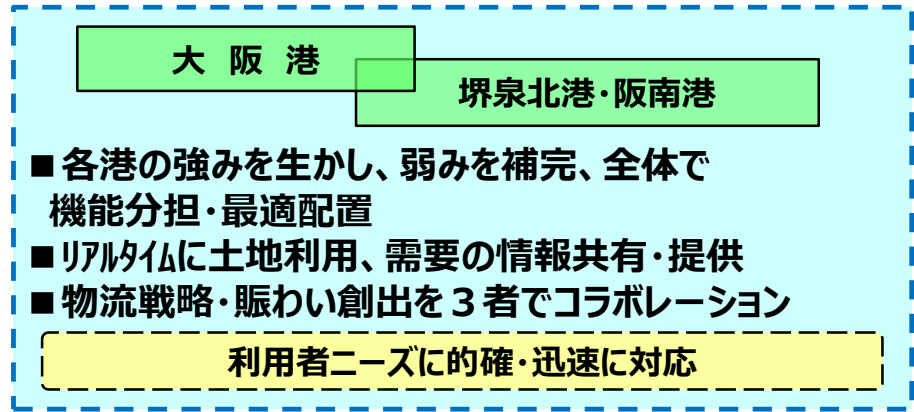 大 阪 港
堺泉北港・阪南港
■各港の強みを生かし、弱みを補完、全体で
機能分担・最適配置
■ﾘｱﾙﾀｲﾑに土地利用、需要の情報共有・提供
■物流戦略・賑わい創出を３者でコラボレーション
利用者ニーズに的確・迅速に対応